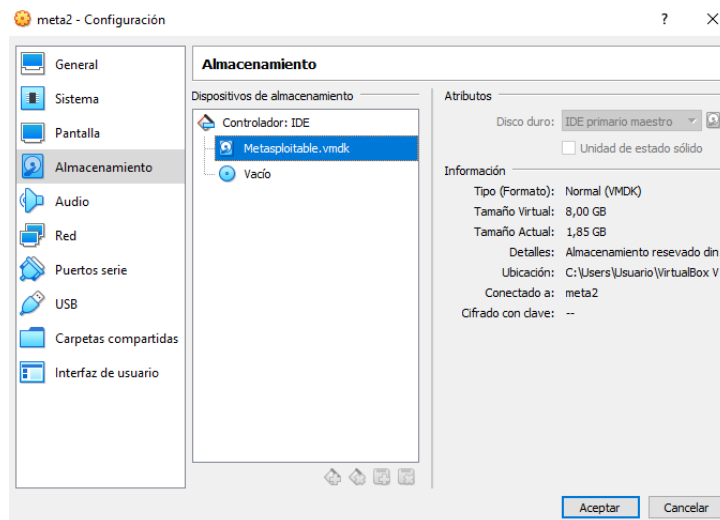 meta2 - Configuración
General
Sistema
Pantalla
Almacenamiento
Audio
Red
Puertos serie
USB
Carpetas compartidas
Interfaz de usuario
Almacenamiento
Dispositivos de almacenamiento
Controlador: IDE
Metasploitable.vmdk
Vacío
Atributos
Disco duro: IDE primario maestro
Unidad de estado sólido
Información
Tipo (Formato): Normal (VMDK)
Tamaño Virtual: 8,00 GB
Tamaño Actual: 1,85 GB
Detalles: Almacenamiento resevado din
Ubicación: C:\Users\Usuario\VirtualBox V
Conectado a: meta2
Cifrado con clave: --
Aceptar Cancelar